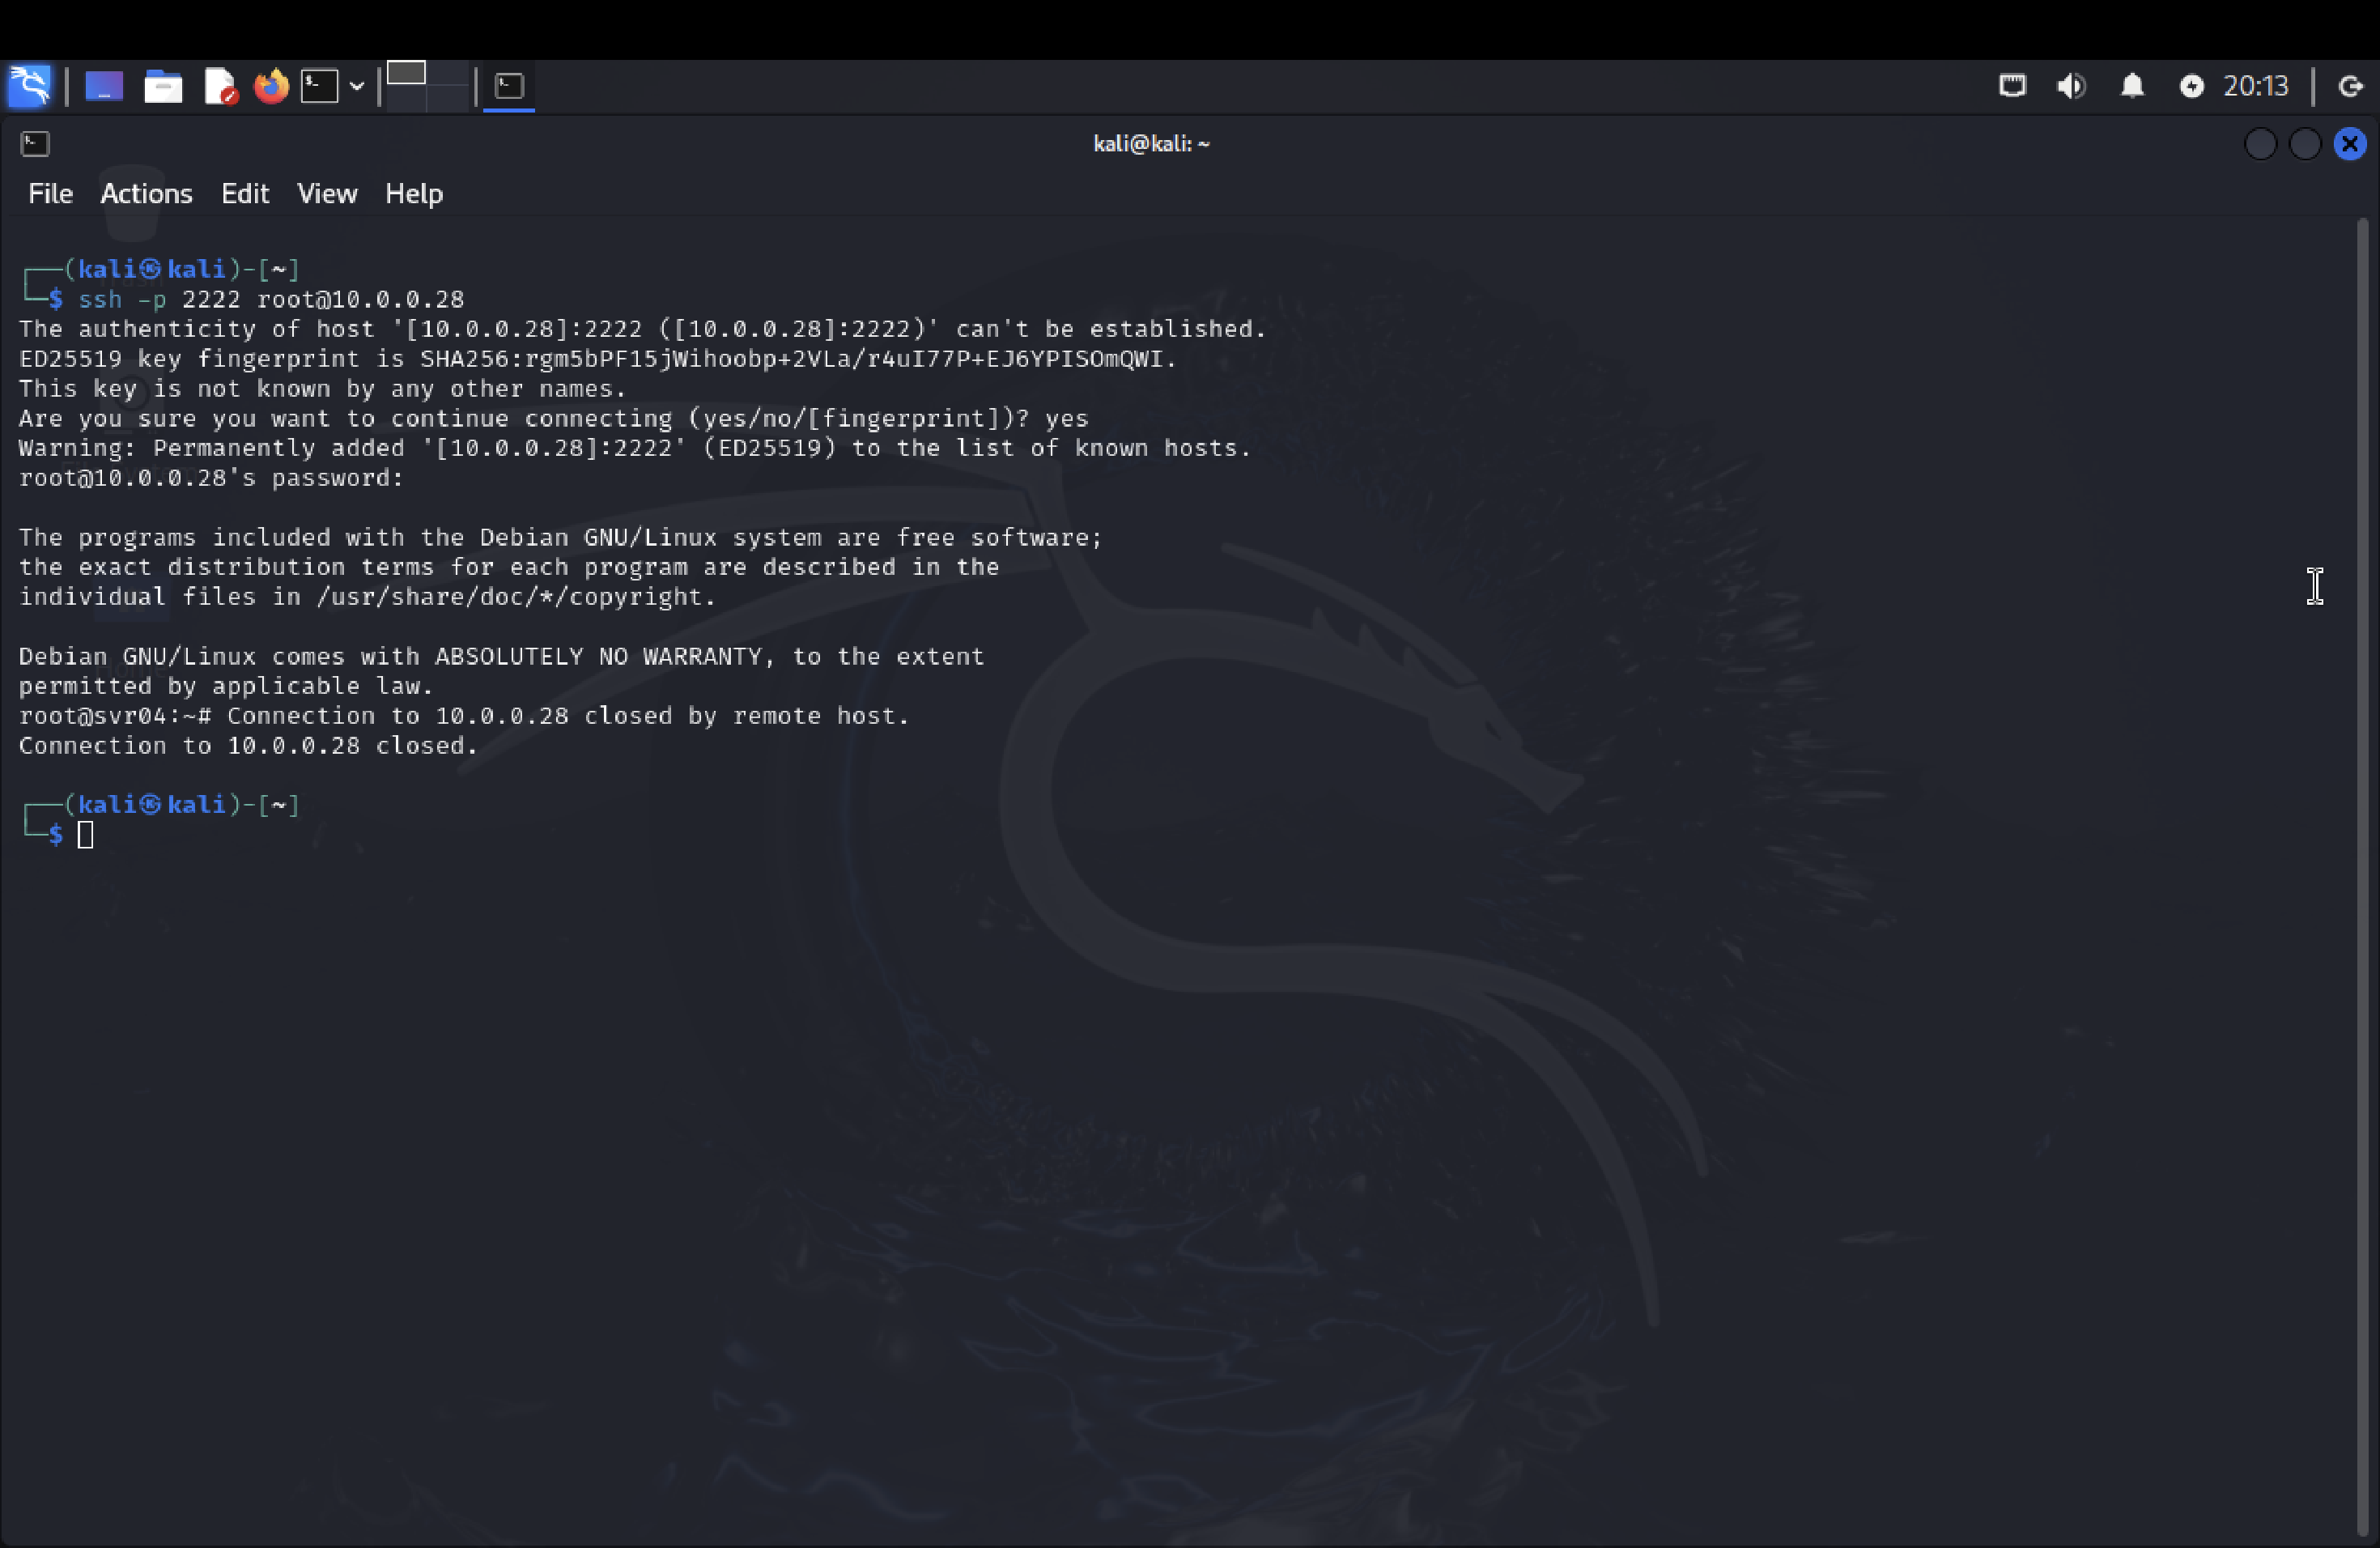 20:13
kali@kali: ~
File Actions Edit View Help
┌──(kali㉿kali)-[~]
└─$ ssh -p 2222 root@10.0.0.28
The authenticity of host '[10.0.0.28]:2222 ([10.0.0.28]:2222)' can't be established.
ED25519 key fingerprint is SHA256:rgm5bPF15jWihoobp+2VLa/r4uI77P+EJ6YPISOmQWI.
This key is not known by any other names.
Are you sure you want to continue connecting (yes/no/[fingerprint])? yes
Warning: Permanently added '[10.0.0.28]:2222' (ED25519) to the list of known hosts.
root@10.0.0.28's password:
The programs included with the Debian GNU/Linux system are free software;
the exact distribution terms for each program are described in the
individual files in /usr/share/doc/*/copyright.
Debian GNU/Linux comes with ABSOLUTELY NO WARRANTY, to the extent
permitted by applicable law.
root@svr04:~# Connection to 10.0.0.28 closed by remote host.
Connection to 10.0.0.28 closed.
┌──(kali㉿kali)-[~]
└─$